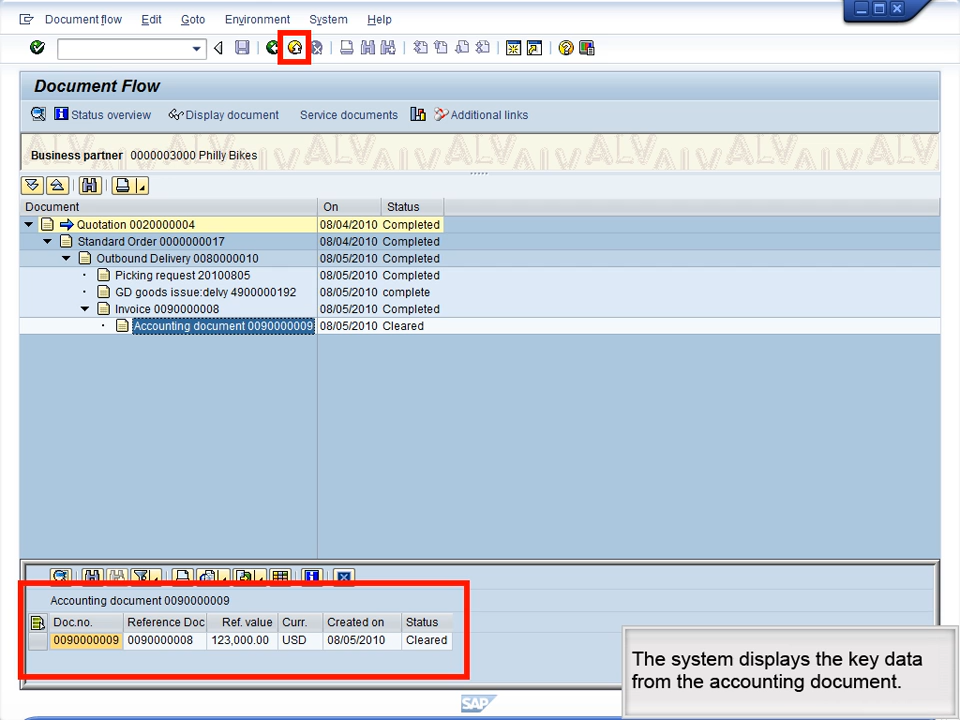 Document flow Edit Goto Environment System Help
Document Flow
Status overview Display document Service documents Additional links
Business partner 0000003000 Philly Bikes
Document On Status
Quotation 0020000004 08/04/2010 Completed
Standard Order 0000000017 08/04/2010 Completed
Outbound Delivery 0080000010 08/05/2010 Completed
Picking request 20100805 08/05/2010 Completed
GD goods issue:delvy 4900000192 08/05/2010 complete
Invoice 0090000008 08/05/2010 Completed
Accounting document 0090000009 08/05/2010 Cleared
Accounting document 0090000009
Doc.no. Reference Doc Ref. value Curr. Created on Status
0090000009 0090000008 123,000.00 USD 08/05/2010 Cleared
The system displays the key data
from the accounting document.
SAP